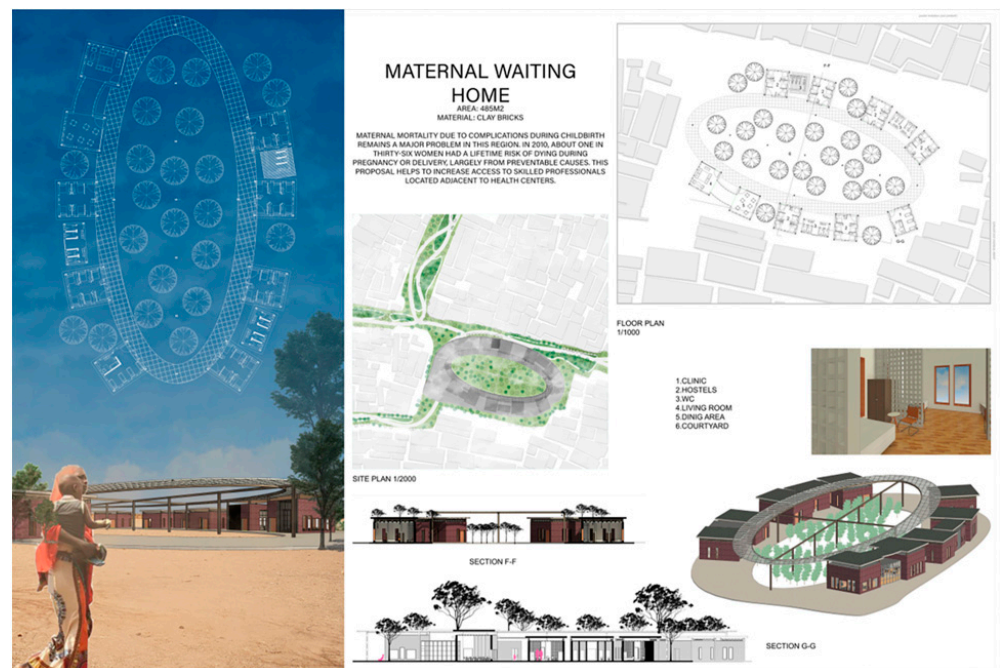 MATERNAL WAITING
HOME
AREA: 485M2
MATERIAL: CLAY BRICKS
MATERNAL MORTALITY DUE TO COMPLICATIONS DURING CHILDBIRTH
REMAINS A MAJOR PROBLEM IN THIS REGION. IN 2010, ABOUT ONE IN
THIRTY-SIX WOMEN HAD A LIFETIME RISK OF DYING DURING
PREGNANCY OR DELIVERY, LARGELY FROM PREVENTABLE CAUSES. THIS
PROPOSAL HELPS TO INCREASE ACCESS TO SKILLED PROFESSIONALS
LOCATED ADJACENT TO HEALTH CENTERS.
F-F
G-G
FLOOR PLAN
1/1000
1.CLINIC
2.HOSTELS
3.WC
4.LIVING ROOM
5.DINIG AREA
6.COURTYARD
SITE PLAN 1/2000
SECTION F-F
SECTION G-G